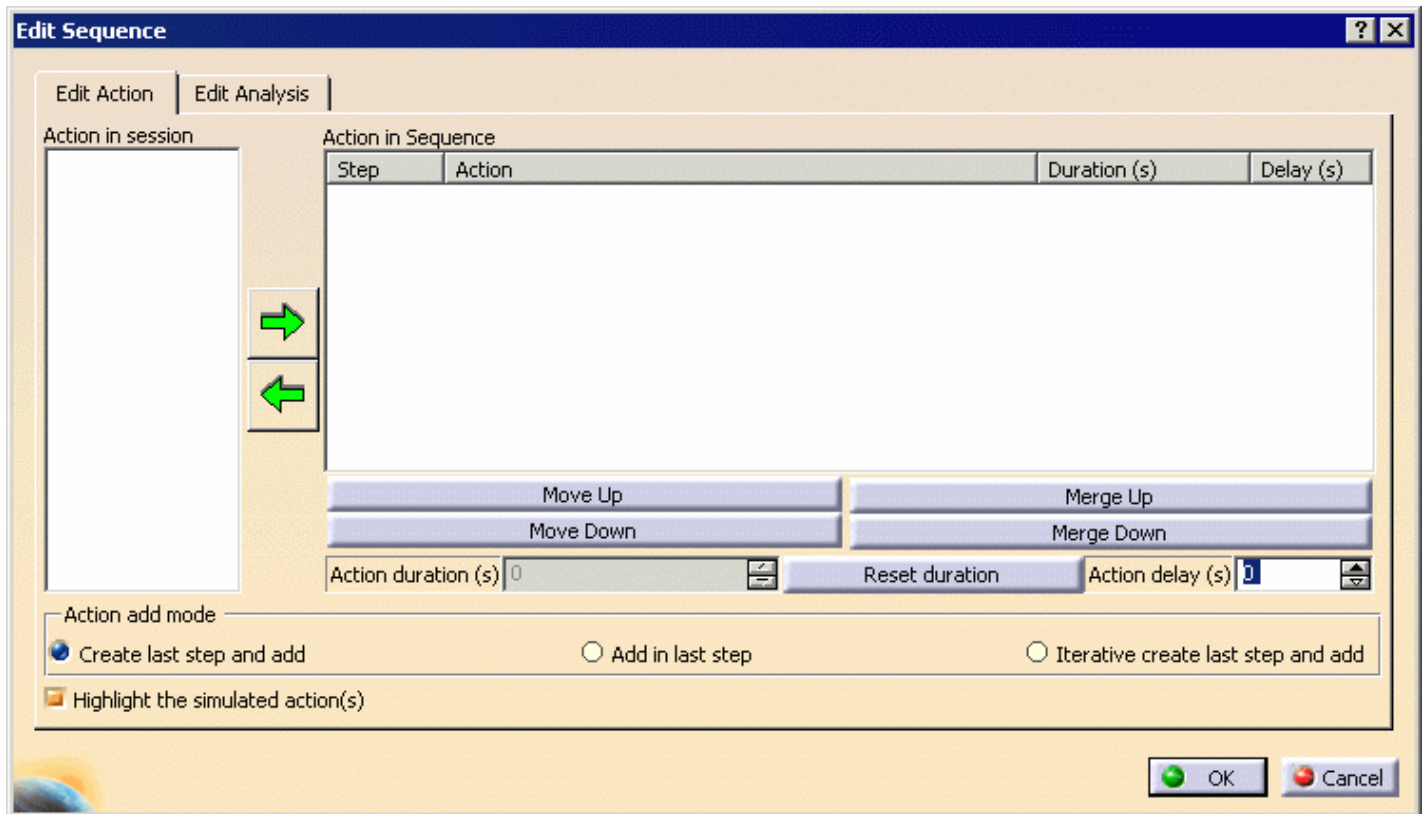 Edit Sequence
Edit Action Edit Analysis
Action in session Action in Sequence
Step Action Duration (s) Delay (s)
Move Up Merge Up
Move Down Merge Down
Action duration (s) 0 Reset duration Action delay (s) 0
Action add mode
Create last step and add Add in last step Iterative create last step and add
Highlight the simulated action(s)
OK Cancel